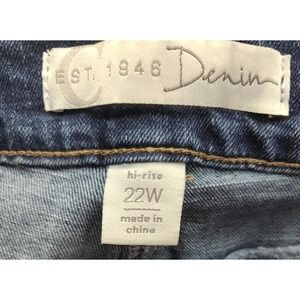 C
EST. 1946 Denim
hi-rise
22W
made in
china